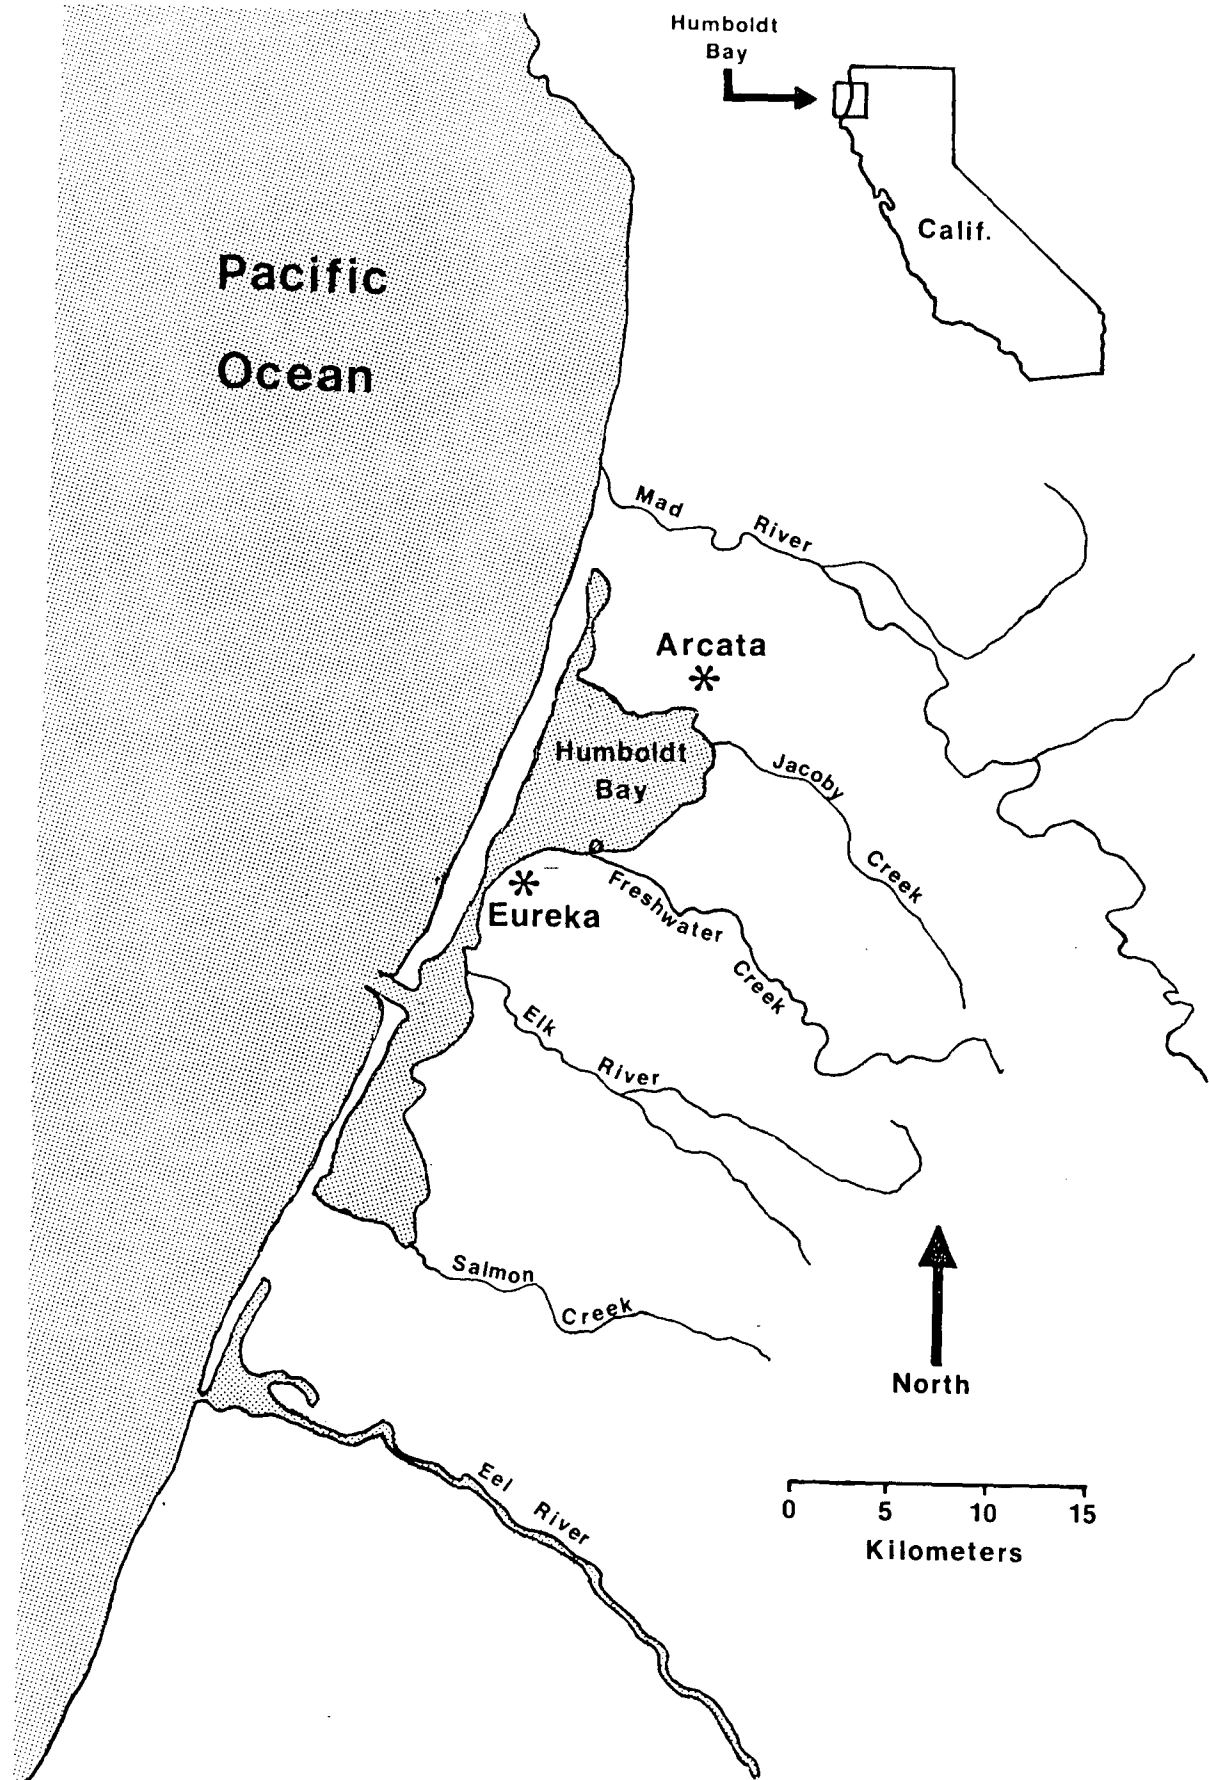 Humboldt
Bay
Calif.
Pacific
Ocean
Mad River
Arcata
Humboldt
Bay
Jacoby Creek
Freshwater Creek
Eureka
Elk River
Salmon Creek
North
Eel River
0 5 10 15
Kilometers